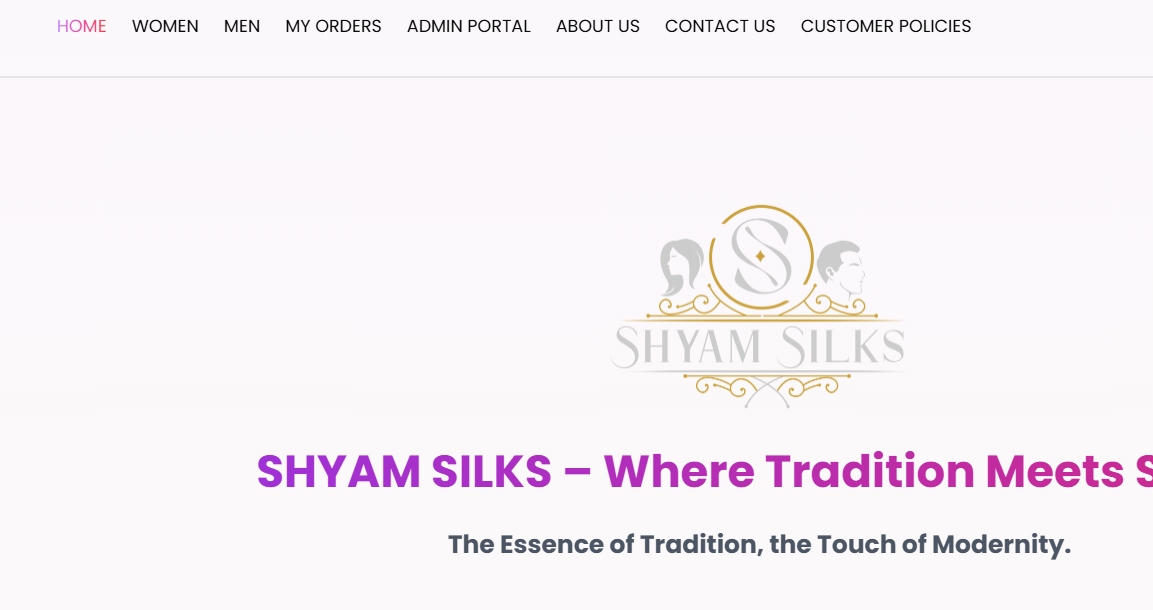 HOME WOMEN MEN MY ORDERS ADMIN PORTAL ABOUT US CONTACT US CUSTOMER POLICIES
S
SHYAM SILKS
SHYAM SILKS – Where Tradition Meets S
The Essence of Tradition, the Touch of Modernity.